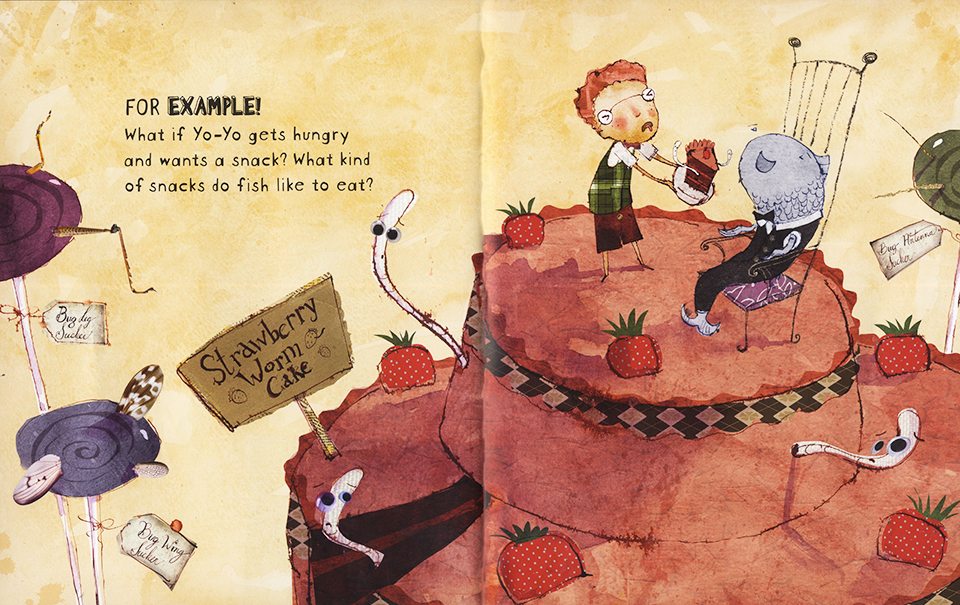 FOR EXAMPLE!
What if Yo-Yo gets hungry
and wants a snack? What kind
of snacks do fish like to eat?
Bug Leg
Sucker
Strawberry
Worm
Cake
Bug Wing
Sucker
Bug Antenna
Sucker